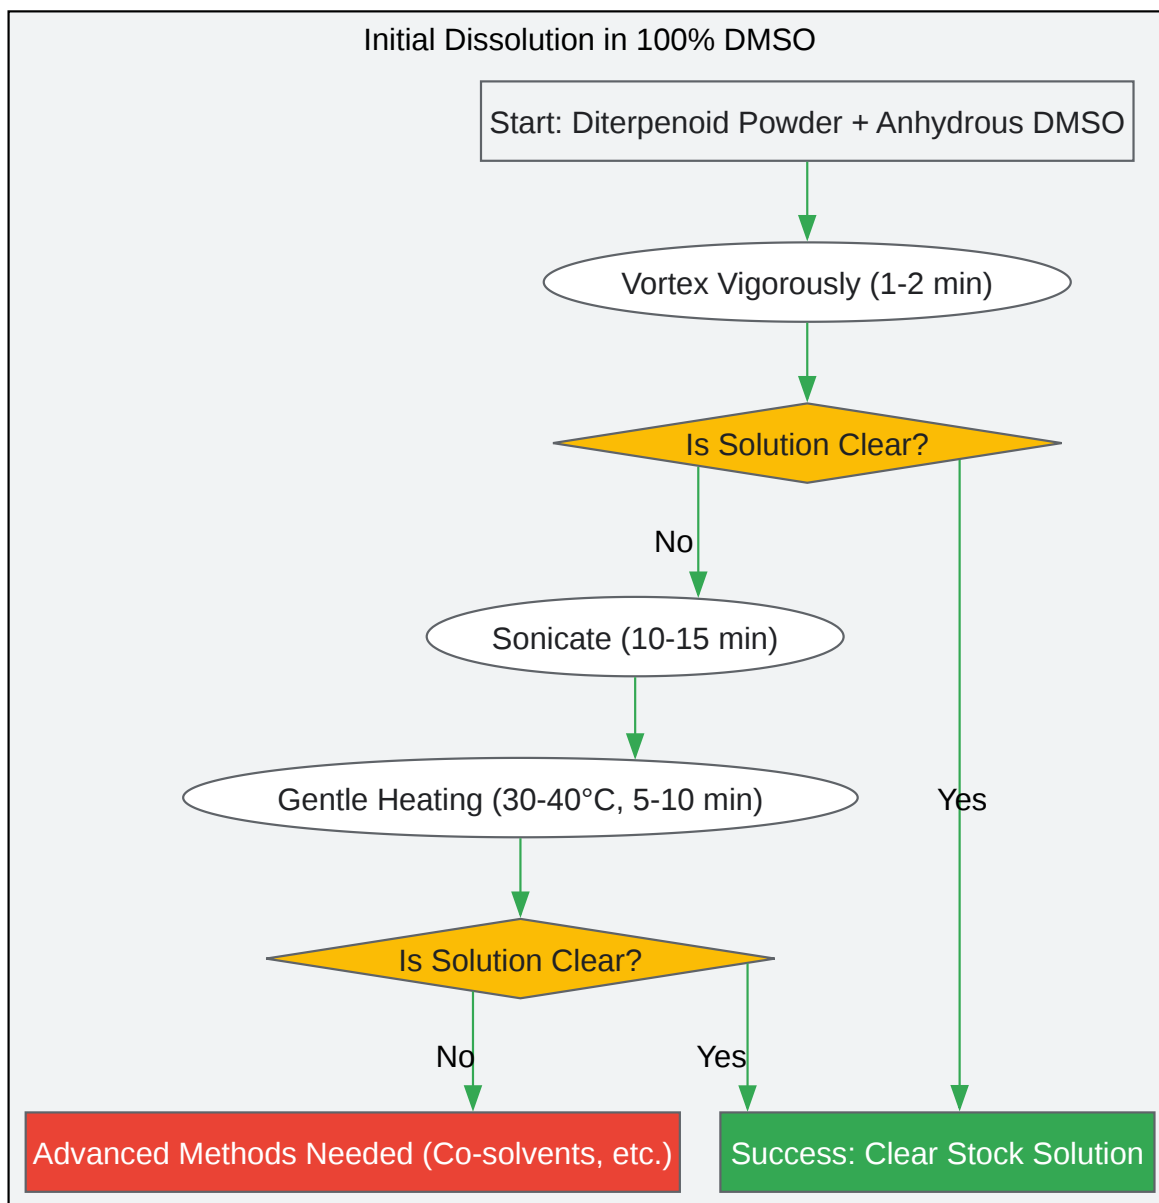 Initial Dissolution in 100% DMSO
Start: Diterpenoid Powder + Anhydrous DMSO
Vortex Vigorously (1-2 min)
Is Solution Clear?
No
Sonicate (10-15 min)
Gentle Heating (30-40°C, 5-10 min)
Yes
Is Solution Clear?
No
Yes
Advanced Methods Needed (Co-solvents, etc.)
Success: Clear Stock Solution